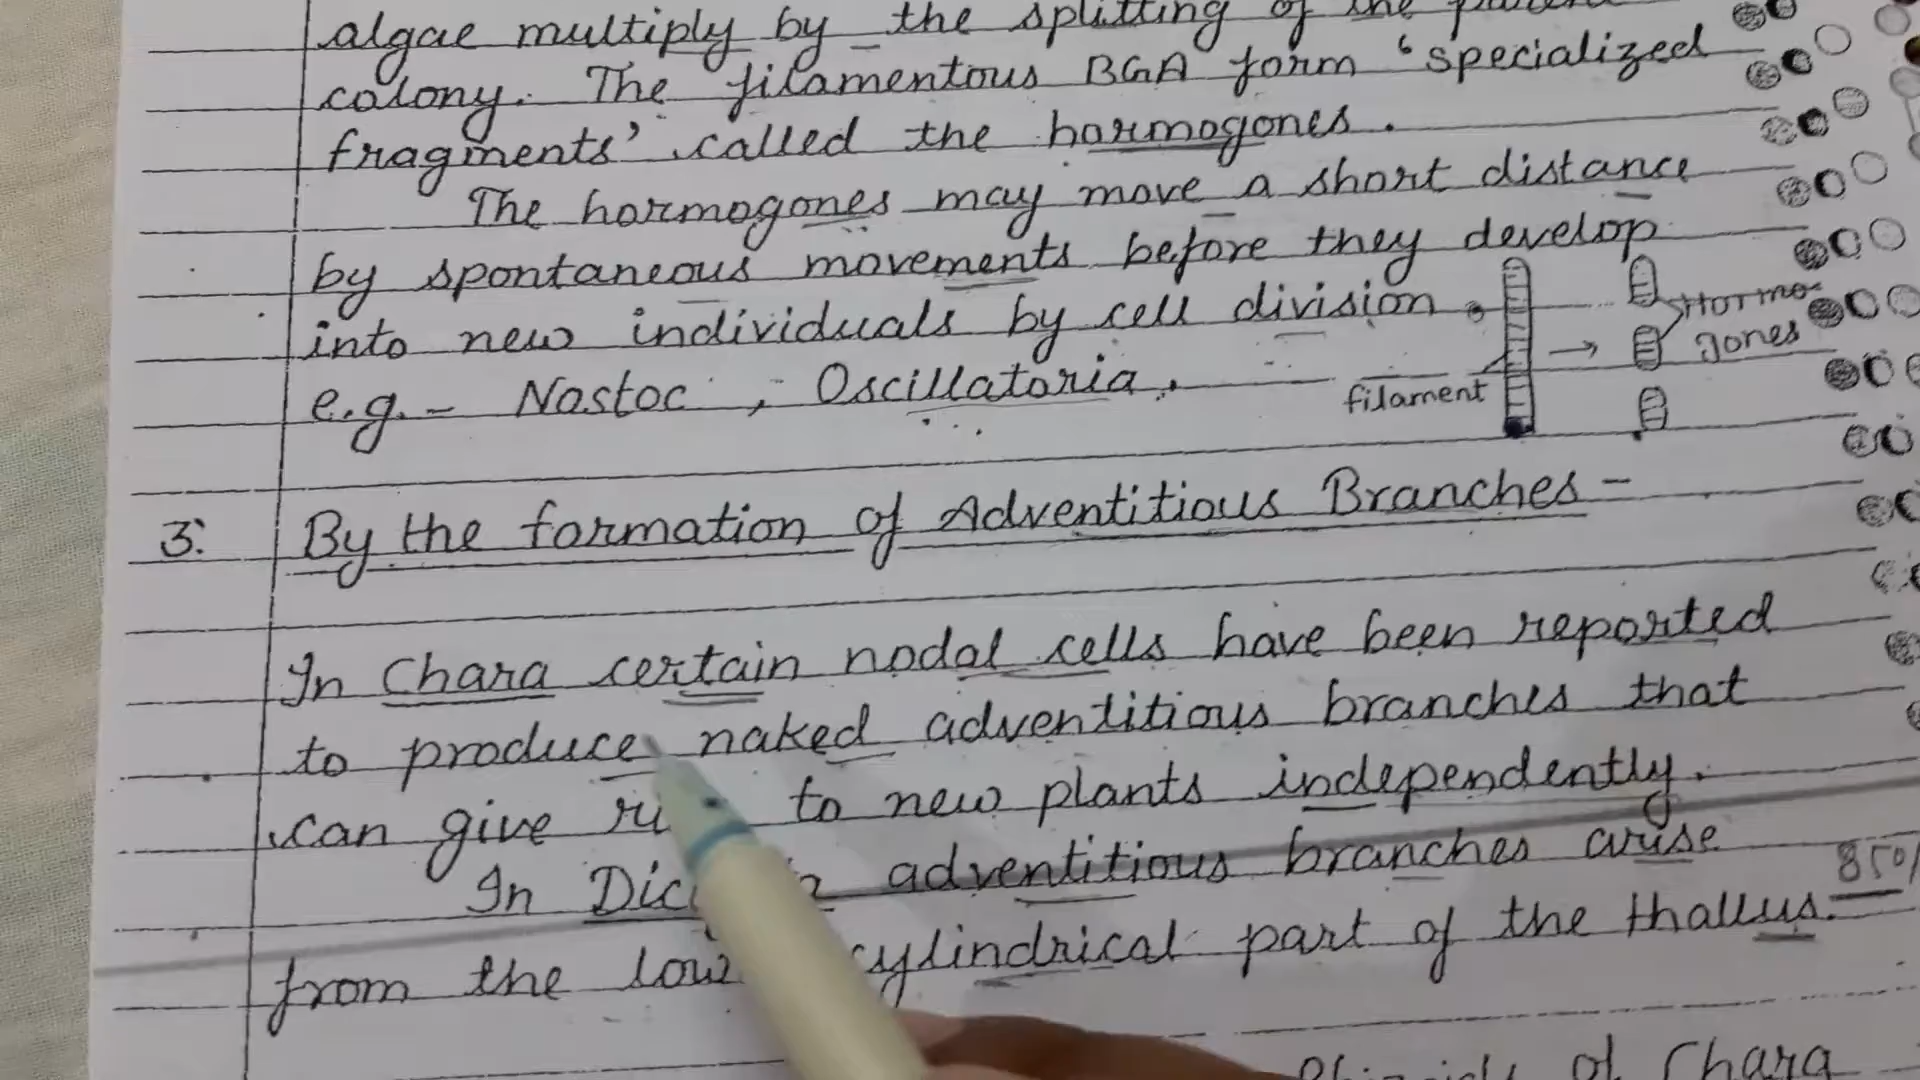 algae multiply by the splitting of the
colony. The filamentous BGA form ‘specialized
fragments’ called the hormogones.
The hormogones may move a short distance
by spontaneous movements before they develop
into new individuals by cell division.
e.g.- Nostoc, Oscillatoria.
filament
Hormo-
gones
3. By the formation of Adventitious Branches -
In Chara certain nodal cells have been reported
to produce naked adventitious branches that
can give to new plants independently.
In adventitious branches arise
from the cylindrical part of the thallus.
of Chara